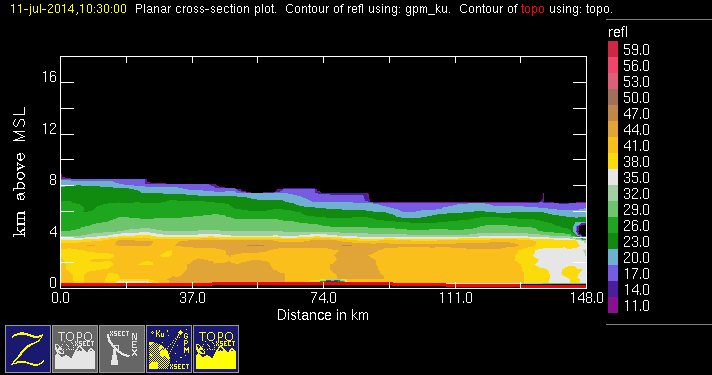 11-jul-2014,10:30:00 Planar cross-section plot. Contour of refl using: gpm_ku. Contour of topo using: topo.
refl
59.0
56.0
53.0
50.0
47.0
44.0
41.0
38.0
35.0
32.0
29.0
26.0
23.0
20.0
17.0
14.0
11.0
km above MSL
16
12
8
4
0
0.0 37.0 74.0 111.0 148.0
Distance in km
Z
TOPO XSECT
XSECT
Ku GPM XSECT
TOPO XSECT